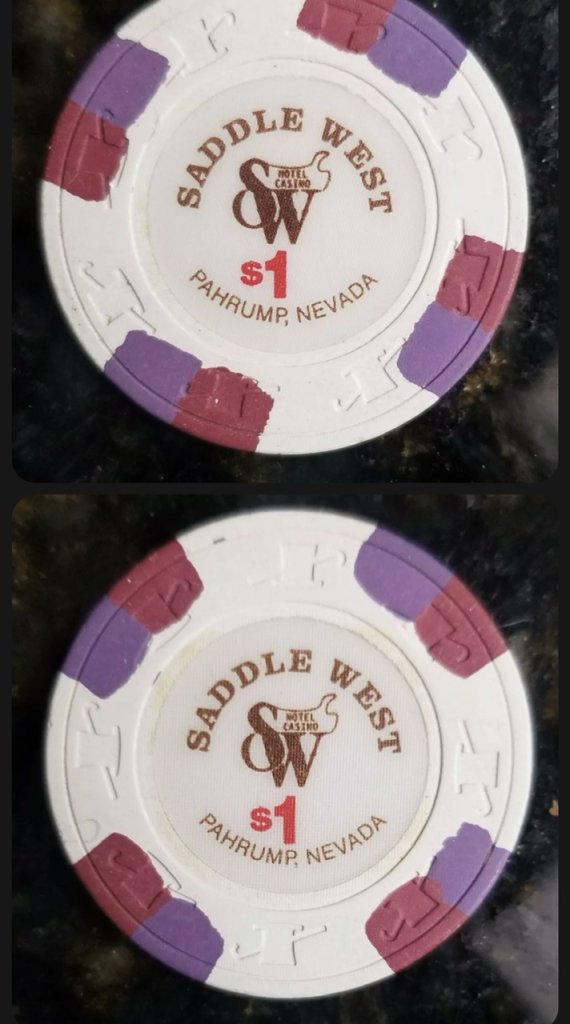 SADDLE WEST
HOTEL
CASINO
SW
$1
PAHRUMP, NEVADA
SADDLE WEST
HOTEL
CASINO
SW
$1
PAHRUMP, NEVADA